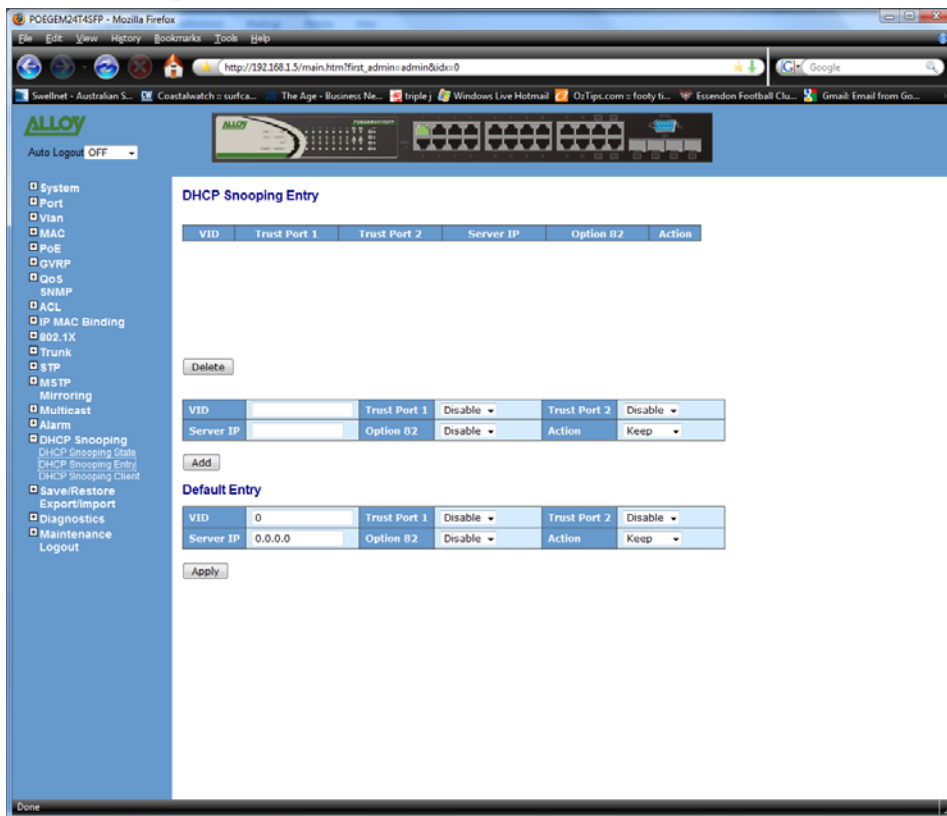 POEGEM24T4SFP - Mozilla Firefox
File Edit View History Bookmarks Tools Help
http://192.168.1.5/main.htm?first_admin=admin&idx=0
Google
Swellnet - Australian S... CW Coastalwatch :: surfca... The Age - Business Ne... triple j Windows Live Hotmail OzTips.com :: footy ti... Essendon Football Clu... Gmail: Email from Go...
ALLOY
ALLOY
Auto Logout OFF
System
Port
Vlan
MAC
PoE
GVRP
QoS
SNMP
ACL
IP MAC Binding
802.1X
Trunk
STP
MSTP
Mirroring
Multicast
Alarm
DHCP Snooping
DHCP Snooping State
DHCP Snooping Entry
DHCP Snooping Client
Save/Restore
Export/Import
Diagnostics
Maintenance
Logout
DHCP Snooping Entry
VID Trust Port 1 Trust Port 2 Server IP Option 82 Action
Delete
VID Trust Port 1 Disable Trust Port 2 Disable
Server IP Option 82 Disable Action Keep
Add
Default Entry
VID 0 Trust Port 1 Disable Trust Port 2 Disable
Server IP 0.0.0.0 Option 82 Disable Action Keep
Apply
Done